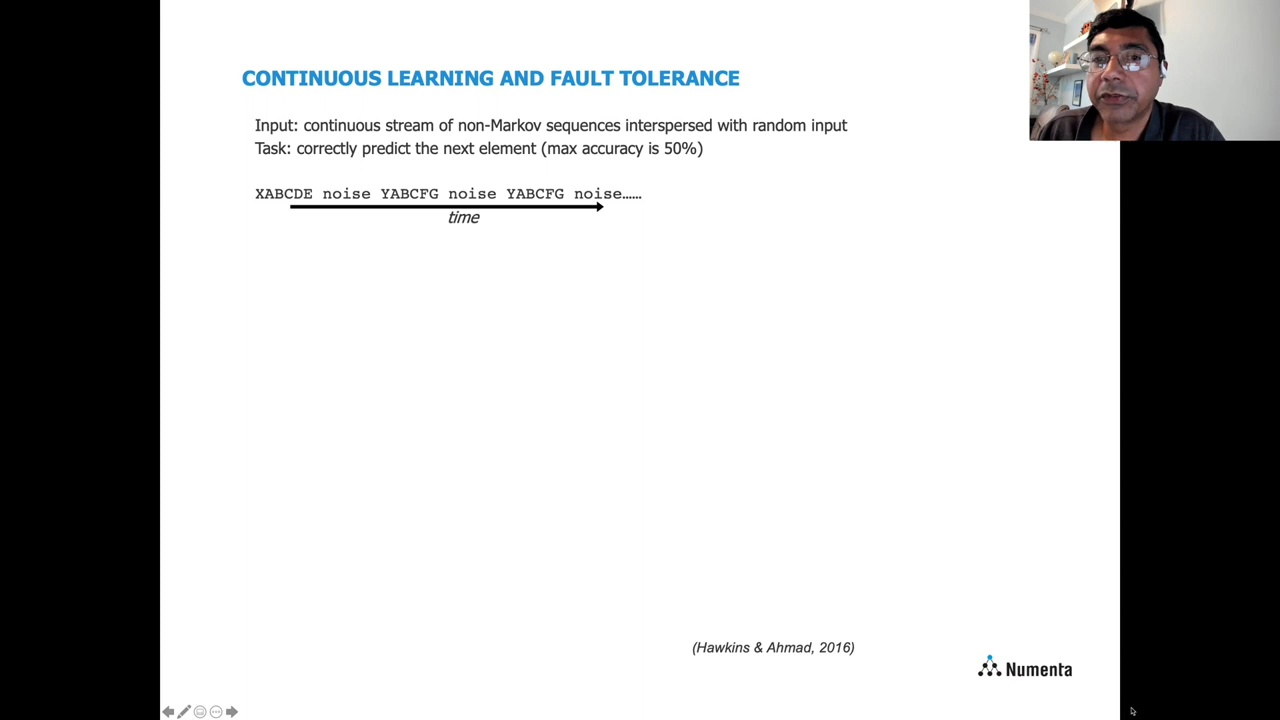 CONTINUOUS LEARNING AND FAULT TOLERANCE
Input: continuous stream of non-Markov sequences interspersed with random input
Task: correctly predict the next element (max accuracy is 50%)
XABCDE noise YABCFG noise YABCFG noise……
time
(Hawkins & Ahmad, 2016)
Numenta